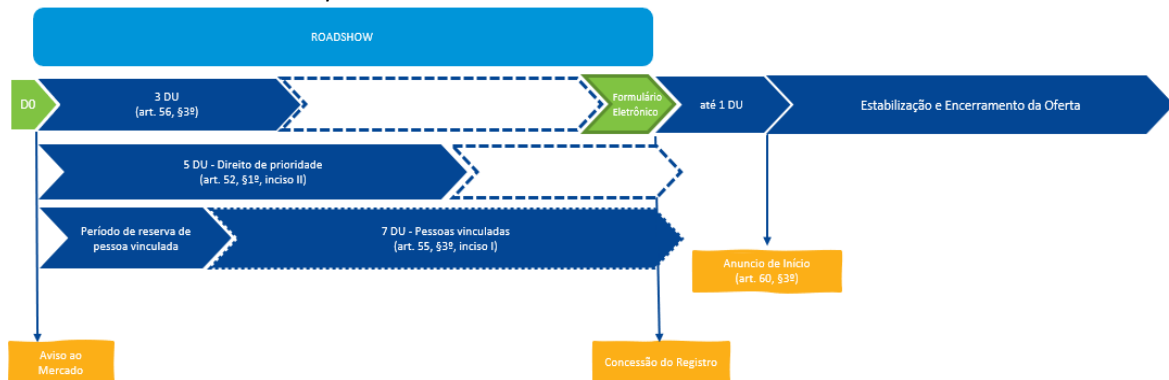 ROADSHOW
D0
3 DU
(art. 56, §3º)
Formulário
Eletrônico
até 1 DU
Estabilização e Encerramento da Oferta
5 DU - Direito de prioridade
(art. 52, §1º, inciso II)
Período de reserva de
pessoa vinculada
7 DU - Pessoas vinculadas
(art. 55, §3º, inciso I)
Anuncio de Início
(art. 60, §3º)
Aviso ao
Mercado
Concessão do Registro